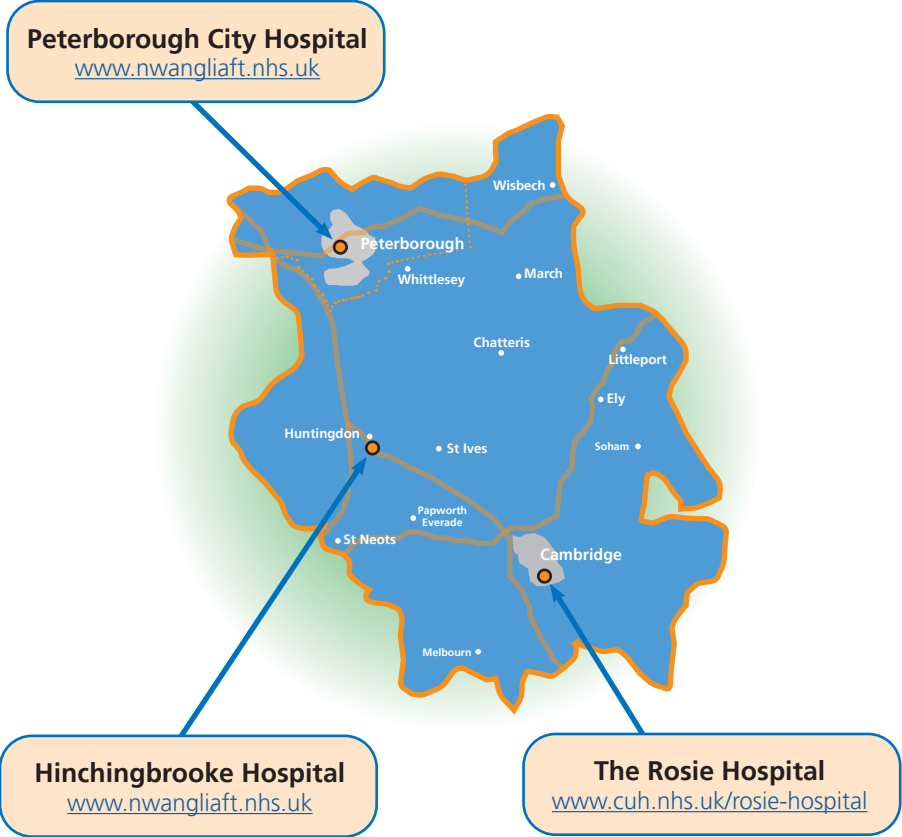 Peterborough City Hospital
www.nwangliaft.nhs.uk
Wisbech
Peterborough
Whittlesey
March
Chatteris
Littleport
Ely
Huntingdon
St Ives
Soham
Papworth
Everade
St Neots
Cambridge
Melbourn
Hinchingbrooke Hospital
www.nwangliaft.nhs.uk
The Rosie Hospital
www.cuh.nhs.uk/rosie-hospital